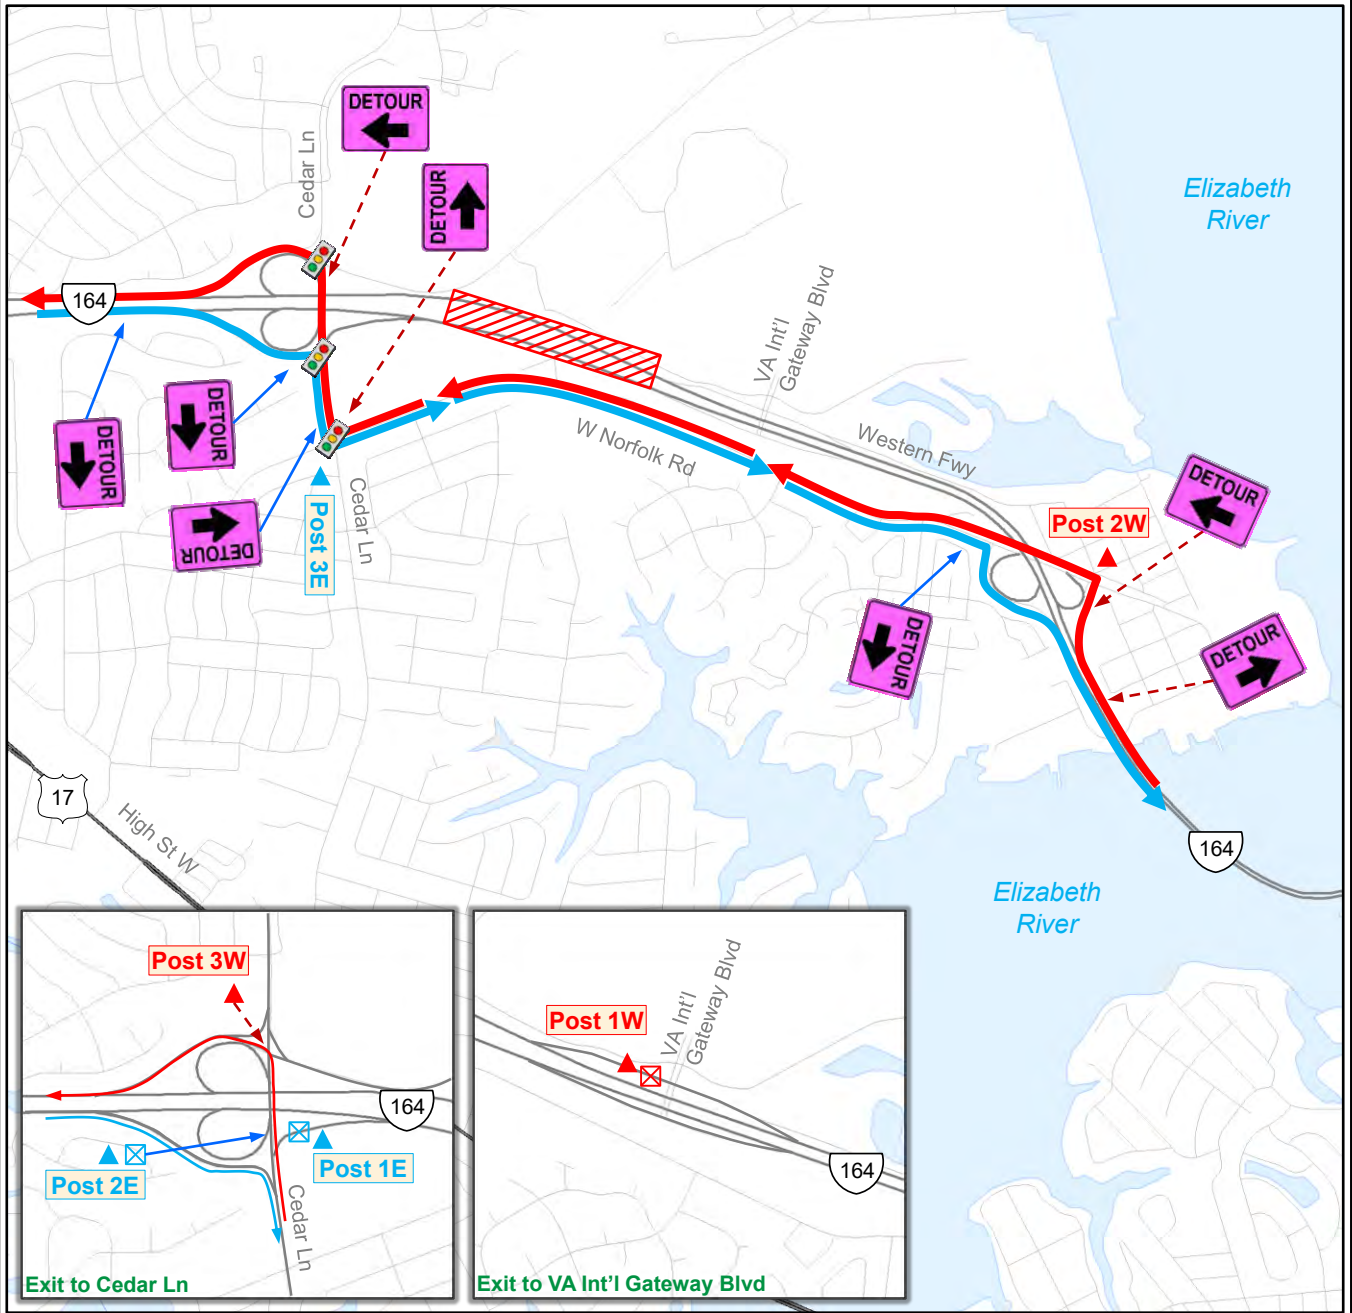 DETOUR
Cedar Ln
DETOUR
Elizabeth
River
164
VA Int'l
Gateway Blvd
DETOUR
DETOUR
W Norfolk Rd
Western Fwy
DETOUR
Post 2W
Cedar Ln
Post 3E
DETOUR
DETOUR
DETOUR
17
High St W
164
Elizabeth
River
Post 3W
164
Post 1E
Post 2E
Cedar Ln
Exit to Cedar Ln
VA Int'l
Gateway Blvd
Post 1W
164
Exit to VA Int'l Gateway Blvd